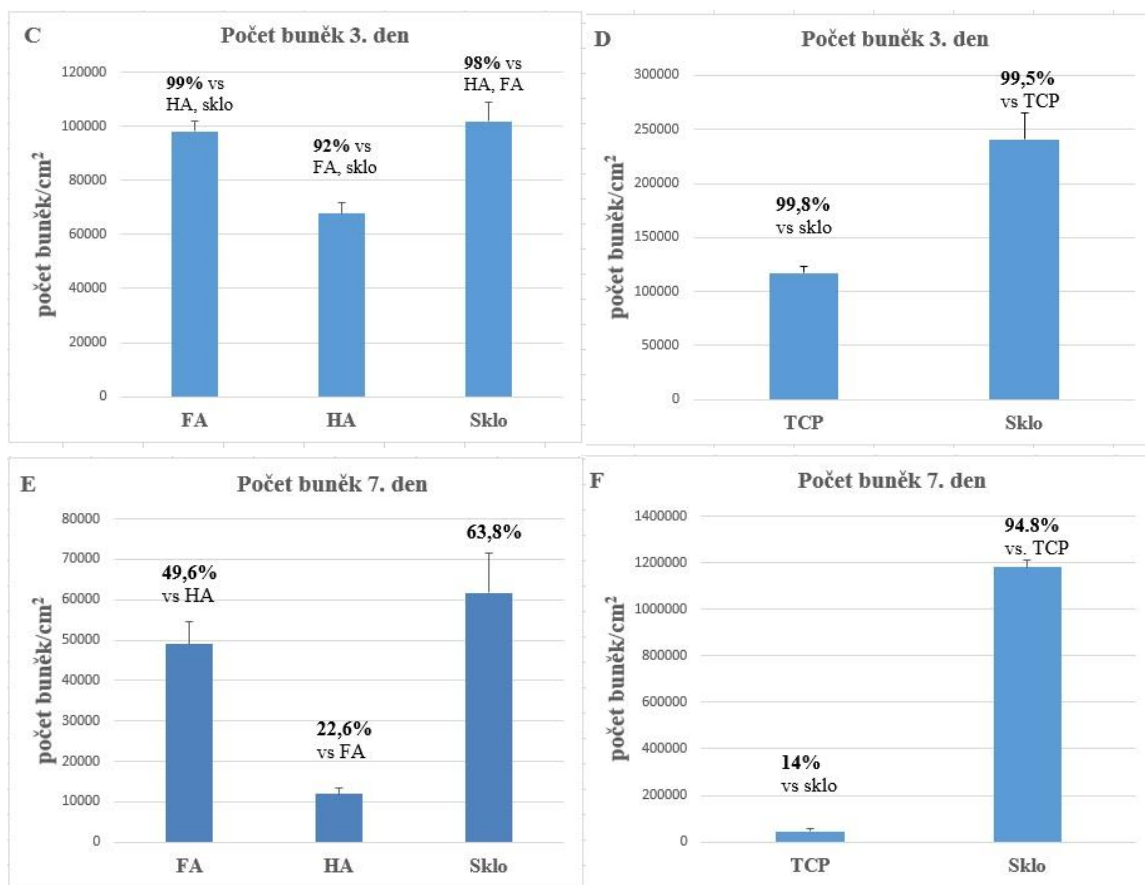 C
Počet buněk 3. den
počet buněk/cm²
120000
100000
80000
60000
40000
20000
0
99% vs
HA, sklo
92% vs
FA, sklo
98% vs
HA, FA
FA
HA
Sklo
D
Počet buněk 3. den
počet buněk/cm²
300000
250000
200000
150000
100000
50000
0
99,8%
vs sklo
99,5%
vs TCP
TCP
Sklo
E
Počet buněk 7. den
počet buněk/cm²
80000
70000
60000
50000
40000
30000
20000
10000
0
49,6%
vs HA
22,6%
vs FA
63,8%
FA
HA
Sklo
F
Počet buněk 7. den
počet buněk/cm²
1400000
1200000
1000000
800000
600000
400000
200000
0
14%
vs sklo
94.8%
vs. TCP
TCP
Sklo